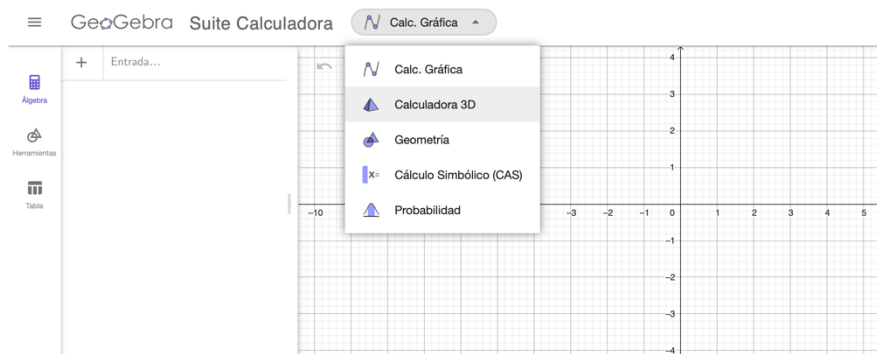 GeoGebra Suite Calculadora Calc. Gráfica
Entrada...
Álgebra
Herramientas
Tabla
Calc. Gráfica
Calculadora 3D
Geometría
x= Cálculo Simbólico (CAS)
Probabilidad
4
3
2
1
-10 -3 -2 -1 0 1 2 3 4 5
-1
-2
-3
-4